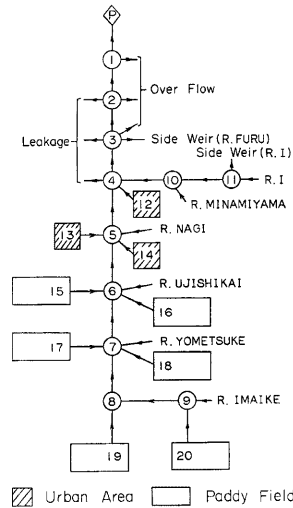 P
1
Over Flow
2
Leakage
3
Side Weir (R. FURU)
Side Weir (R. I)
4
10
11
R. I
12
R. MINAMIYAMA
13
5
R. NAGI
14
15
6
R. UJISHIKAI
16
17
7
R. YOMETSUKE
18
8
9
R. IMAIKE
19
20
Urban Area
Paddy Field